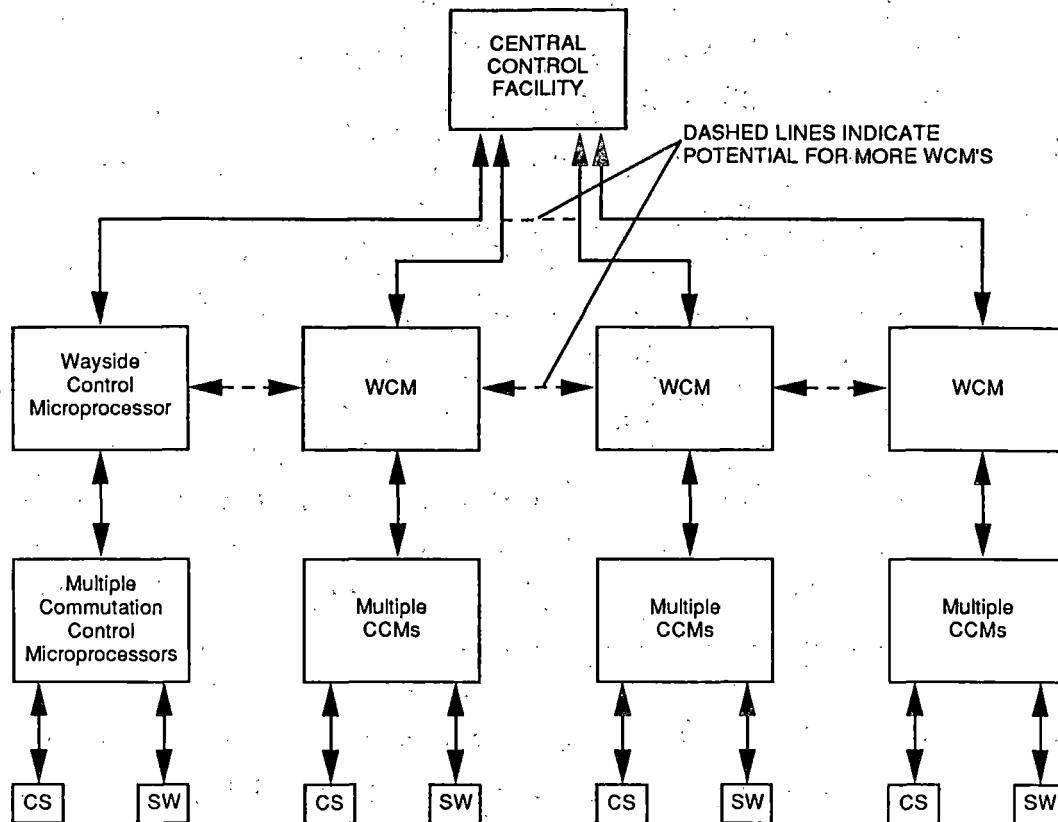 CENTRAL
CONTROL
FACILITY
DASHED LINES INDICATE
POTENTIAL FOR MORE WCM'S
Wayside
Control
Microprocessor
WCM
WCM
WCM
Multiple
Commutation
Control
Microprocessors
Multiple
CCMs
Multiple
CCMs
Multiple
CCMs
CS
SW
CS
SW
CS
SW
CS
SW